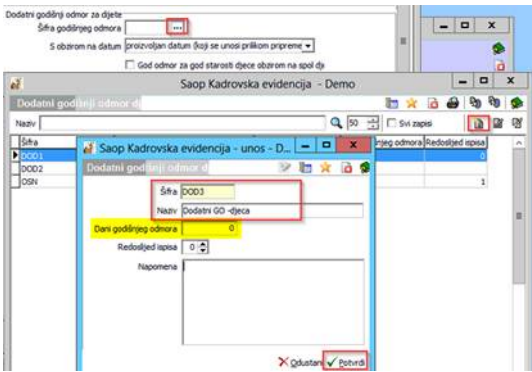 Dodatni godišnji odmor za dijete
Šifra godišnjeg odmora
S obzirom na datum proizvoljan datum (koji se unosi prilikom pripreme
God odmor za god starosti djece obzirom na spol dje
Saop Kadrovska evidencija - Demo
Dodatni godišnji odmor dj
Naziv 50 Svi zapisi
Šifra njeg odmora Redoslijed ispisa
DOD1 0
DOD2
OSN 1
Saop Kadrovska evidencija - unos - D...
Dodatni godišnji odmor d
Šifra DOD3
Naziv Dodatni GO -djeca
Dani godišnjeg odmora 0
Redoslijed ispisa 0
Napomena
Odustani Potvrdi